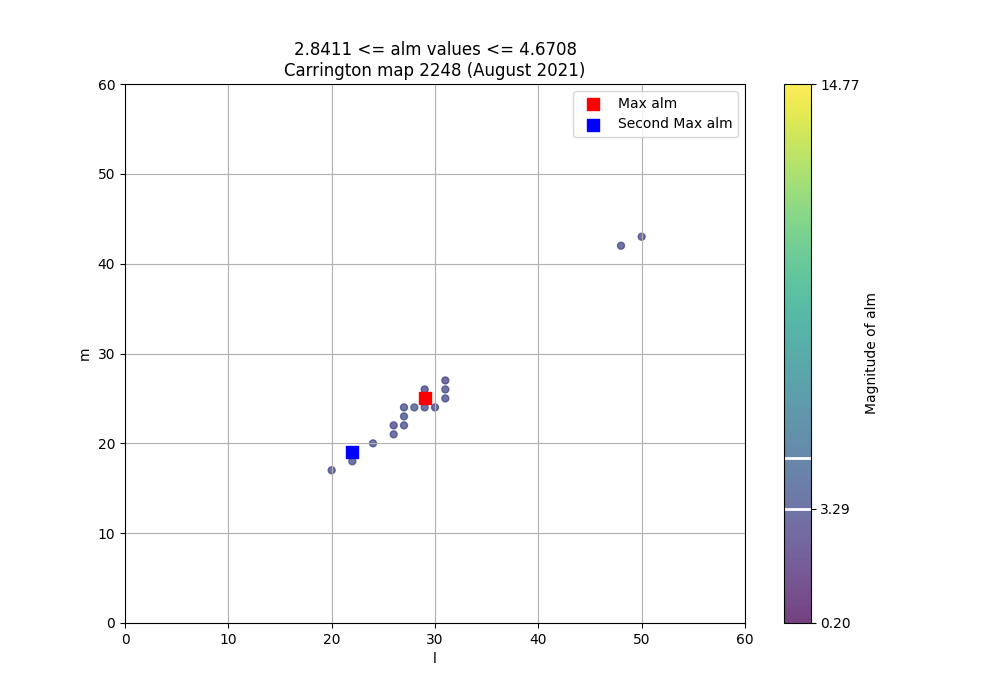 2.8411 <= alm values <= 4.6708
Carrington map 2248 (August 2021)
Max alm
Second Max alm
60
50
40
30
20
10
0
m
0 10 20 30 40 50 60
l
14.77
3.29
0.20
Magnitude of alm